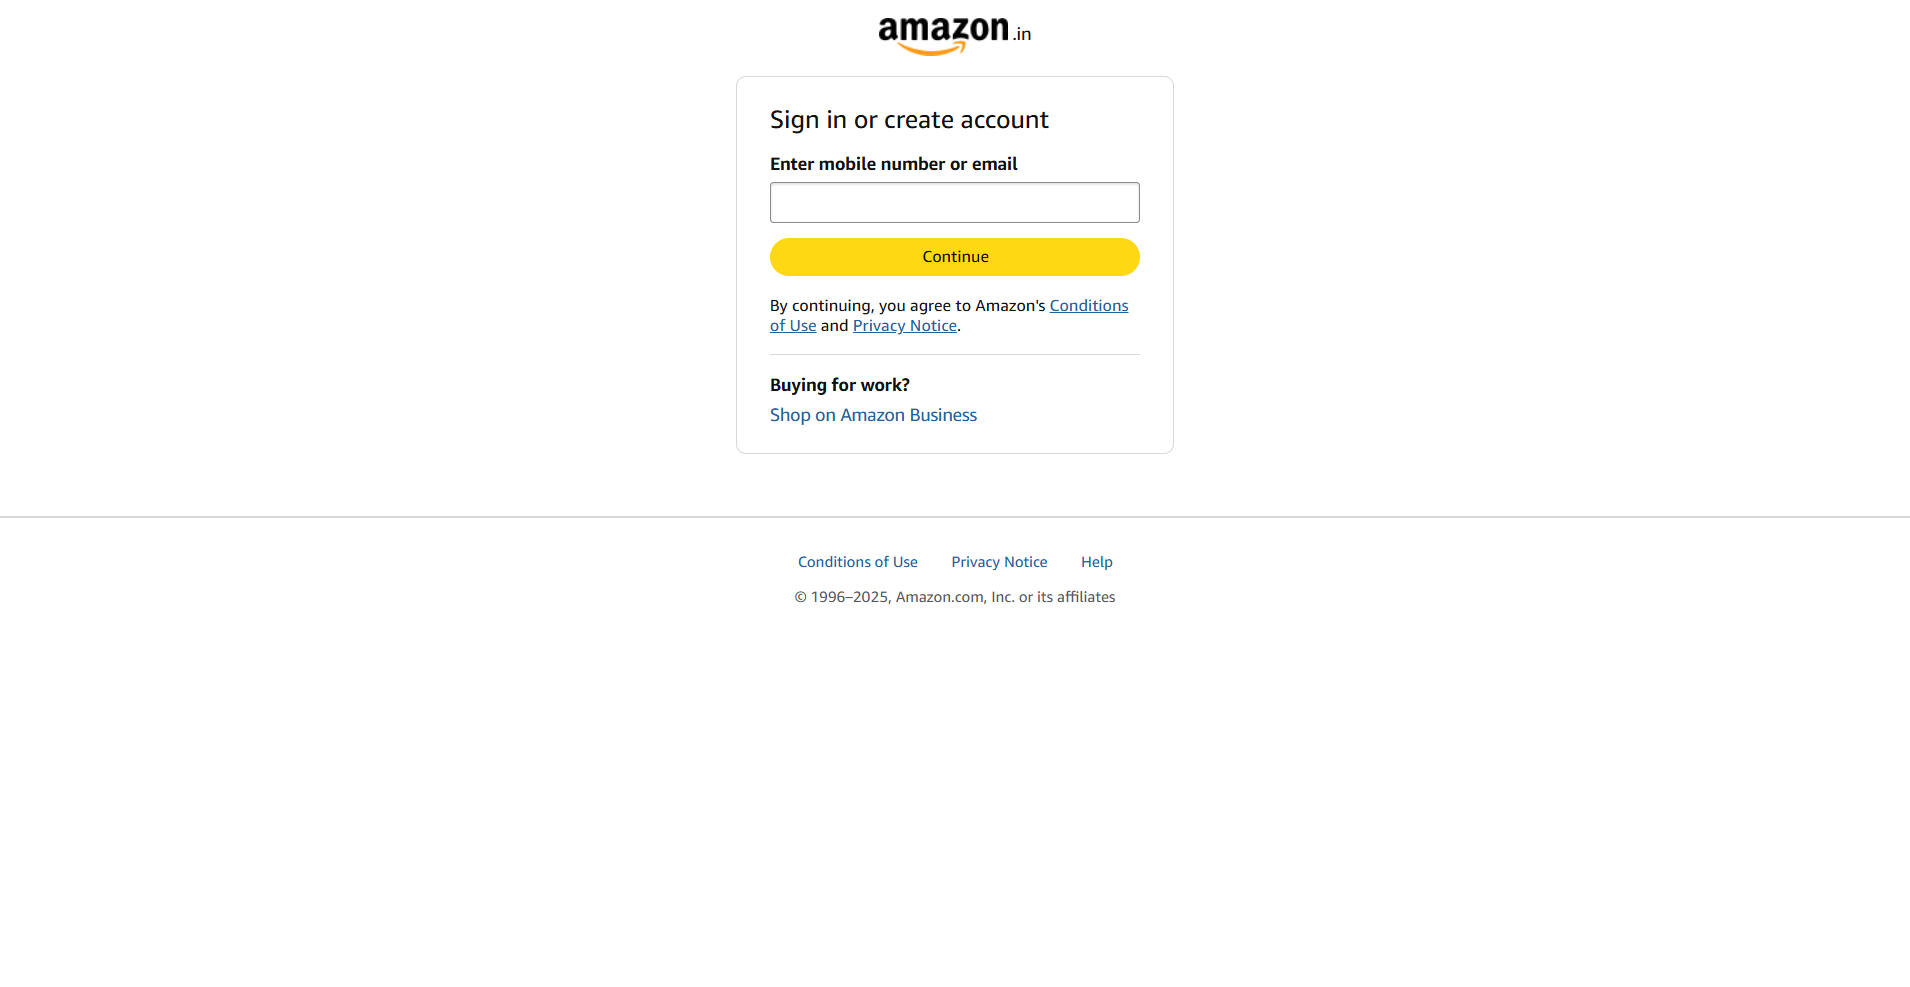 amazon.in
Sign in or create account
Enter mobile number or email
Continue
By continuing, you agree to Amazon's Conditions
of Use and Privacy Notice.
Buying for work?
Shop on Amazon Business
Conditions of Use Privacy Notice Help
© 1996–2025, Amazon.com, Inc. or its affiliates